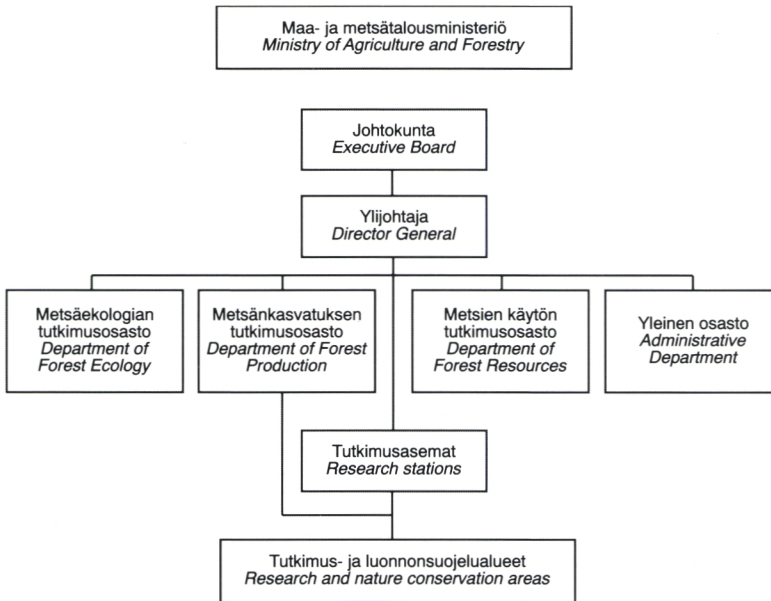 Maa- ja metsätalousministeriö
Ministry of Agriculture and Forestry
Johtokunta
Executive Board
Ylijohtaja
Director General
Metsäekologian
tutkimusosasto
Department of
Forest Ecology
Metsänkasvatuksen
tutkimusosasto
Department of Forest
Production
Metsien käytön
tutkimusosasto
Department of
Forest Resources
Yleinen osasto
Administrative
Department
Tutkimusasemat
Research stations
Tutkimus- ja luonnonsuojelualueet
Research and nature conservation areas